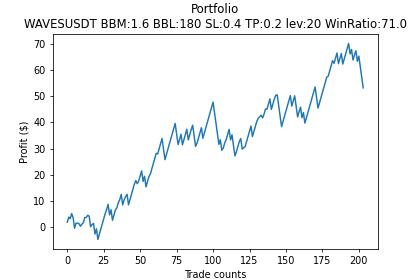 Portfolio
WAVESUSDT BBM:1.6 BBL:180 SL:0.4 TP:0.2 lev:20 WinRatio:71.0
70
60
50
40
30
20
10
0
Profit ($)
0 25 50 75 100 125 150 175 200
Trade counts